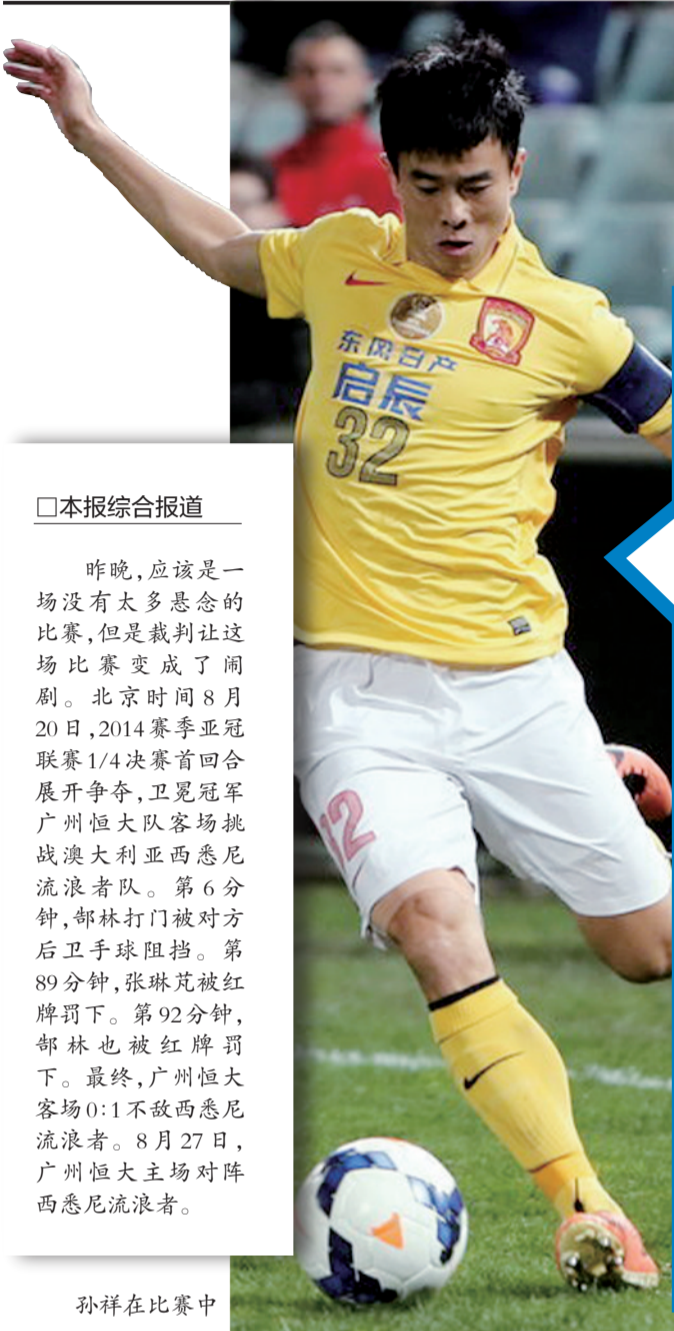 东风日产
启辰
32
32
□本报综合报道
昨晚，应该是一
场没有太多悬念的
比赛，但是裁判让这
场比赛变成了闹
剧。北京时间8月
20日，2014赛季亚冠
联赛1/4决赛首回合
展开争夺，卫冕冠军
广州恒大队客场挑
战澳大利亚西悉尼
流浪者队。第6分
钟，郜林打门被对方
后卫手球阻挡。第
89分钟，张琳芃被红
牌罚下。第92分钟，
郜林也被红牌罚
下。最终，广州恒大
客场0:1不敌西悉尼
流浪者。8月27日，
广州恒大主场对阵
西悉尼流浪者。
孙祥在比赛中